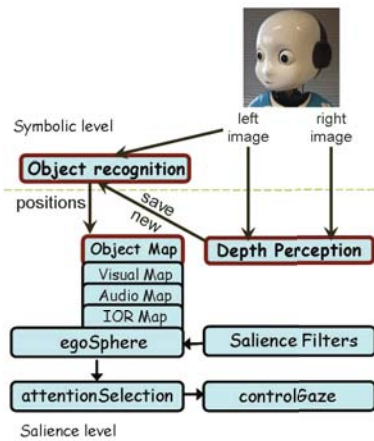 left
image
right
image
Symbolic level
Object recognition
positions
save
new
Object Map
Depth Perception
Visual Map
Audio Map
IOR Map
egoSphere
Salience Filters
attentionSelection
controlGaze
Salience level